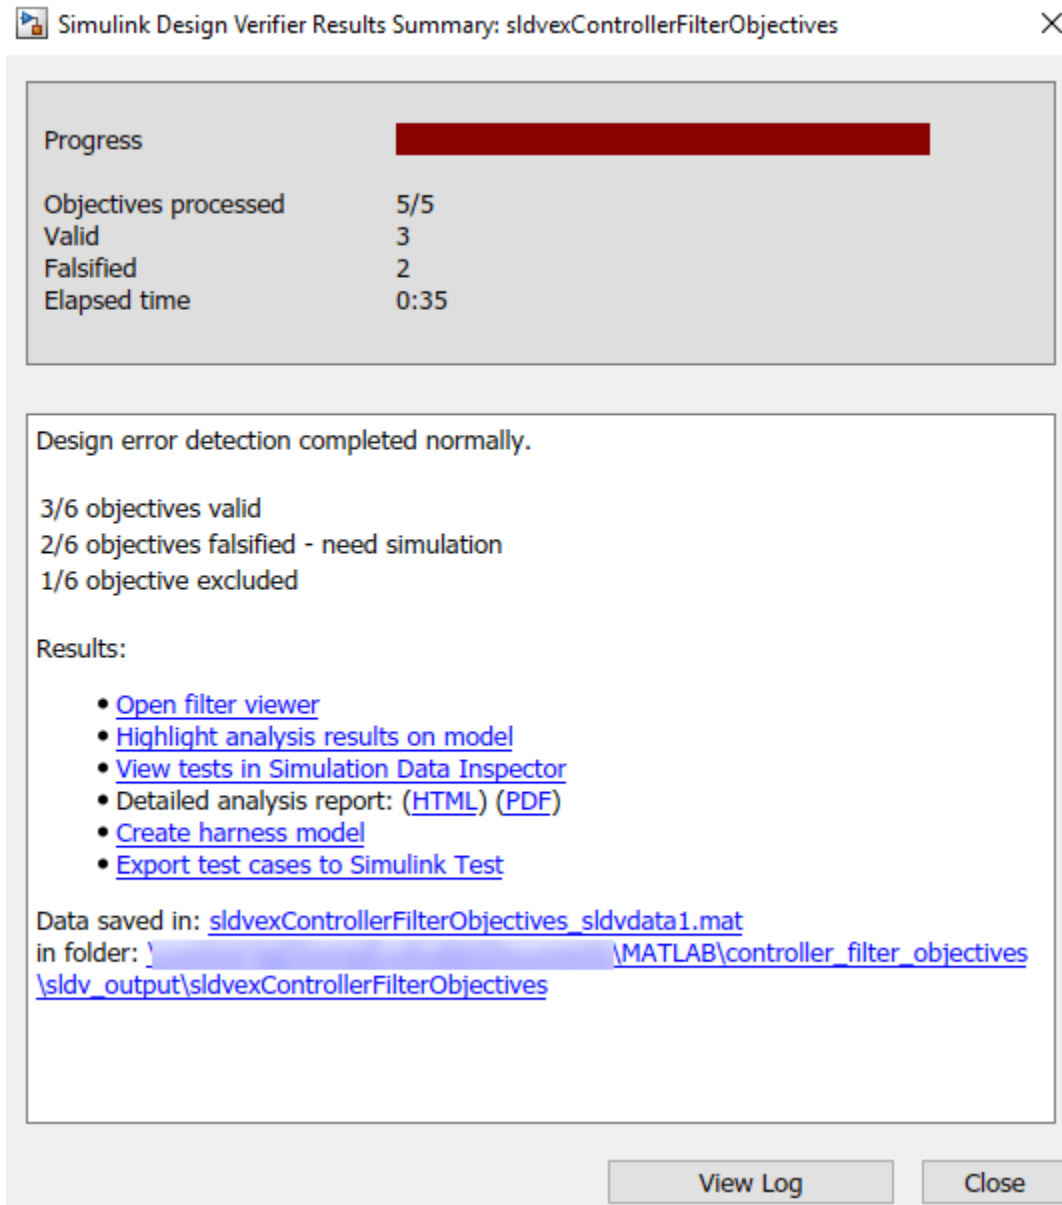 Simulink Design Verifier Results Summary: sldvexControllerFilterObjectives
Progress
Objectives processed 5/5
Valid 3
Falsified 2
Elapsed time 0:35
Design error detection completed normally.
3/6 objectives valid
2/6 objectives falsified - need simulation
1/6 objective excluded
Results:
• Open filter viewer
• Highlight analysis results on model
• View tests in Simulation Data Inspector
• Detailed analysis report: (HTML) (PDF)
• Create harness model
• Export test cases to Simulink Test
Data saved in: sldvexControllerFilterObjectives_sldvdata1.mat
in folder: \ \MATLAB\controller_filter_objectives
\sldv_output\sldvexControllerFilterObjectives
View Log Close